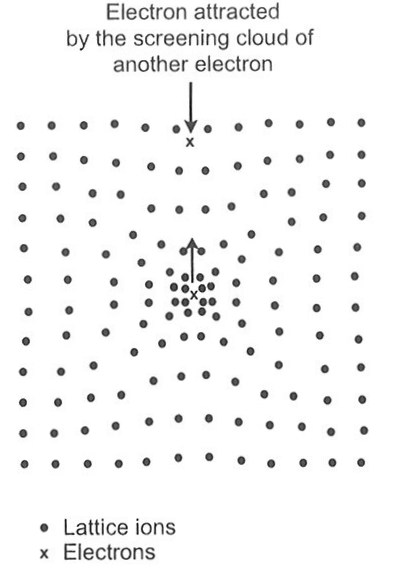 Electron attracted
by the screening cloud of
another electron
x
x
Lattice ions
x Electrons